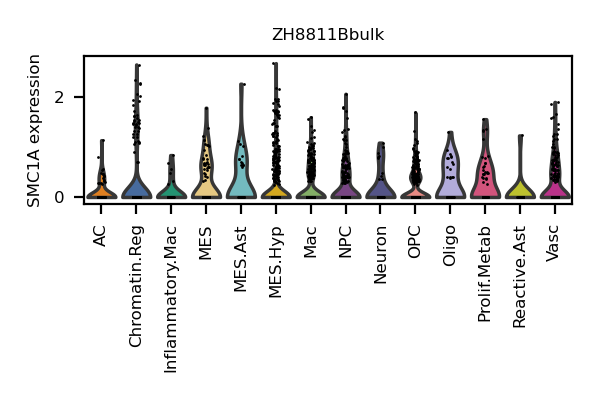 ZH8811Bbulk
SMC1A expression
2
0
AC
Chromatin.Reg
Inflammatory.Mac
MES
MES.Ast
MES.Hyp
Mac
NPC
Neuron
OPC
Oligo
Prolif.Metab
Reactive.Ast
Vasc